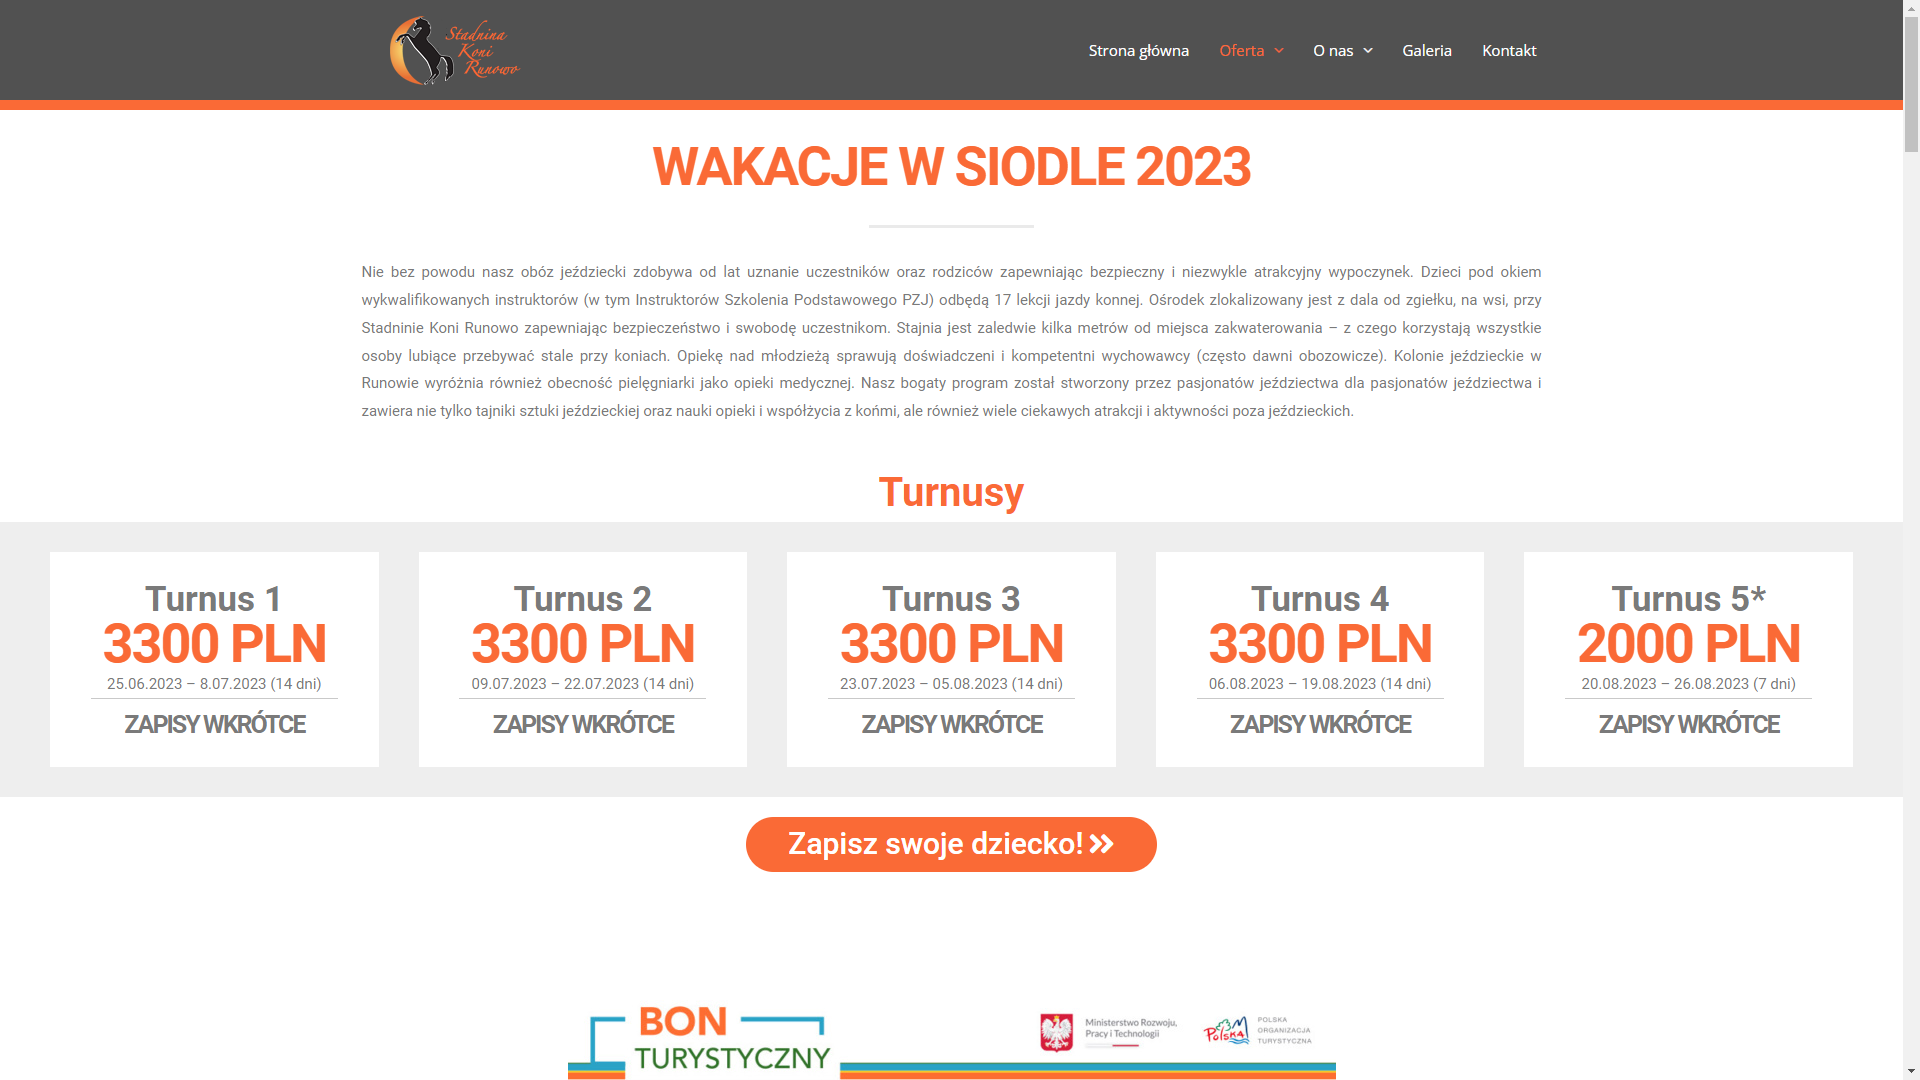 Stadnina
Koni
Runowo
Strona główna
Oferta
O nas
Galeria
Kontakt
WAKACJE W SIODLE 2023
Nie bez powodu nasz obóz jeździecki zdobywa od lat uznanie uczestników oraz rodziców zapewniając bezpieczny i niezwykle atrakcyjny wypoczynek. Dzieci pod okiem
wykwalifikowanych instruktorów (w tym Instruktorów Szkolenia Podstawowego PZJ) odbędą 17 lekcji jazdy konnej. Ośrodek zlokalizowany jest z dala od zgiełku, na wsi, przy
Stadninie Koni Runowo zapewniając bezpieczeństwo i swobodę uczestnikom. Stajnia jest zaledwie kilka metrów od miejsca zakwaterowania – z czego korzystają wszystkie
osoby lubiące przebywać stale przy koniach. Opiekę nad młodzieżą sprawują doświadczeni i kompetentni wychowawcy (często dawni obozowicze). Kolonie jeździeckie w
Runowie wyróżnia również obecność pielęgniarki jako opieki medycznej. Nasz bogaty program został stworzony przez pasjonatów jeździectwa dla pasjonatów jeździectwa i
zawiera nie tylko tajniki sztuki jeździeckiej oraz nauki opieki i współżycia z końmi, ale również wiele ciekawych atrakcji i aktywności poza jeździeckich.
Turnusy
Turnus 1
3300 PLN
25.06.2023 – 8.07.2023 (14 dni)
ZAPISY WKRÓTCE
Turnus 2
3300 PLN
09.07.2023 – 22.07.2023 (14 dni)
ZAPISY WKRÓTCE
Turnus 3
3300 PLN
23.07.2023 – 05.08.2023 (14 dni)
ZAPISY WKRÓTCE
Turnus 4
3300 PLN
06.08.2023 – 19.08.2023 (14 dni)
ZAPISY WKRÓTCE
Turnus 5*
2000 PLN
20.08.2023 – 26.08.2023 (7 dni)
ZAPISY WKRÓTCE
Zapisz swoje dziecko!
BON
TURYSTYCZNY
Ministerstwo Rozwoju,
Pracy i Technologii
POLSKA
POLSKA
ORGANIZACJA
TURYSTYCZNA